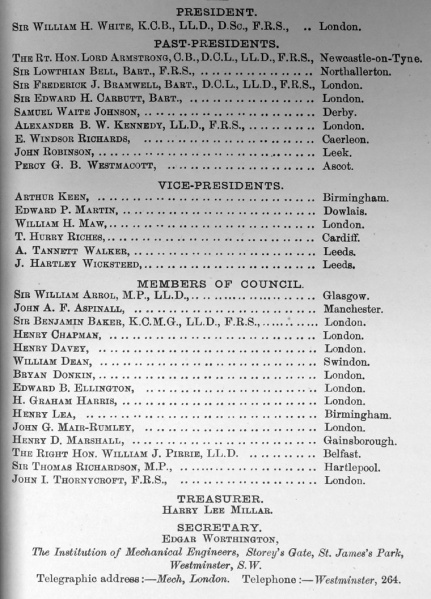 PRESIDENT.
SIR WILLIAM H. WHITE, K.C.B., LL.D., D.SC., F.R.S., .. London.
PAST-PRESIDENTS.
THE RT. HON. LORD ARMSTRONG, C.B., D.C.L., LL.D., F.R.S., Newcastle-on-Tyne.
SIR LOWTHIAN BELL, BART., F.R.S., .. .. .. .. .. .. Northallerton.
SIR FREDERICK J. BRAMWELL, BART., D.C.L., LL.D., F.R.S., London.
SIR EDWARD H. CARBUTT, BART., .. .. .. .. .. .. London.
SAMUEL WAITE JOHNSON, .. .. .. .. .. .. .. Derby.
ALEXANDER B. W. KENNEDY, LL.D., F.R.S., .. .. .. .. London.
E. WINDSOR RICHARDS, .. .. .. .. .. .. .. Caerleon.
JOHN ROBINSON, .. .. .. .. .. .. .. .. Leek.
PERCY G. B. WESTMACOTT, .. .. .. .. .. .. .. Ascot.
VICE-PRESIDENTS.
ARTHUR KEEN, .. .. .. .. .. .. .. .. Birmingham.
EDWARD P. MARTIN, .. .. .. .. .. .. .. .. Dowlais.
WILLIAM H. MAW, .. .. .. .. .. .. .. .. London.
T. HURRY RICHES, .. .. .. .. .. .. .. .. Cardiff.
A. TANNETT WALKER, .. .. .. .. .. .. .. .. Leeds.
J. HARTLEY WICKSTEED, .. .. .. .. .. .. .. Leeds.
MEMBERS OF COUNCIL.
SIR WILLIAM ARROL, M.P., LL.D., .. .. .. .. .. .. Glasgow.
JOHN A. F. ASPINALL, .. .. .. .. .. .. .. Manchester.
SIR BENJAMIN BAKER, K.C.M.G., LL.D., F.R.S., .. .. .. London.
HENRY CHAPMAN, .. .. .. .. .. .. .. .. London.
HENRY DAVEY, .. .. .. .. .. .. .. .. London.
WILLIAM DEAN, .. .. .. .. .. .. .. .. Swindon.
BRYAN DONKIN, .. .. .. .. .. .. .. .. London.
EDWARD B. ELLINGTON, .. .. .. .. .. .. .. London.
H. GRAHAM HARRIS, .. .. .. .. .. .. .. .. London.
HENRY LEA, .. .. .. .. .. .. .. .. .. Birmingham.
JOHN G. MAIR-RUMLEY, .. .. .. .. .. .. .. London.
HENRY D. MARSHALL, .. .. .. .. .. .. .. Gainsborough.
THE RIGHT HON. WILLIAM J. PIRRIE, LL.D. .. .. .. .. Belfast.
SIR THOMAS RICHARDSON, M.P., .. .. .. .. .. .. Hartlepool.
JOHN I. THORNYCROFT, F.R.S., .. .. .. .. .. .. London.
TREASURER.
HARRY LEE MILLAR.
SECRETARY.
EDGAR WORTHINGTON,
The Institution of Mechanical Engineers, Storey's Gate, St. James's Park,
Westminster, S.W.
Telegraphic address:—Mech, London. Telephone:—Westminster, 264.